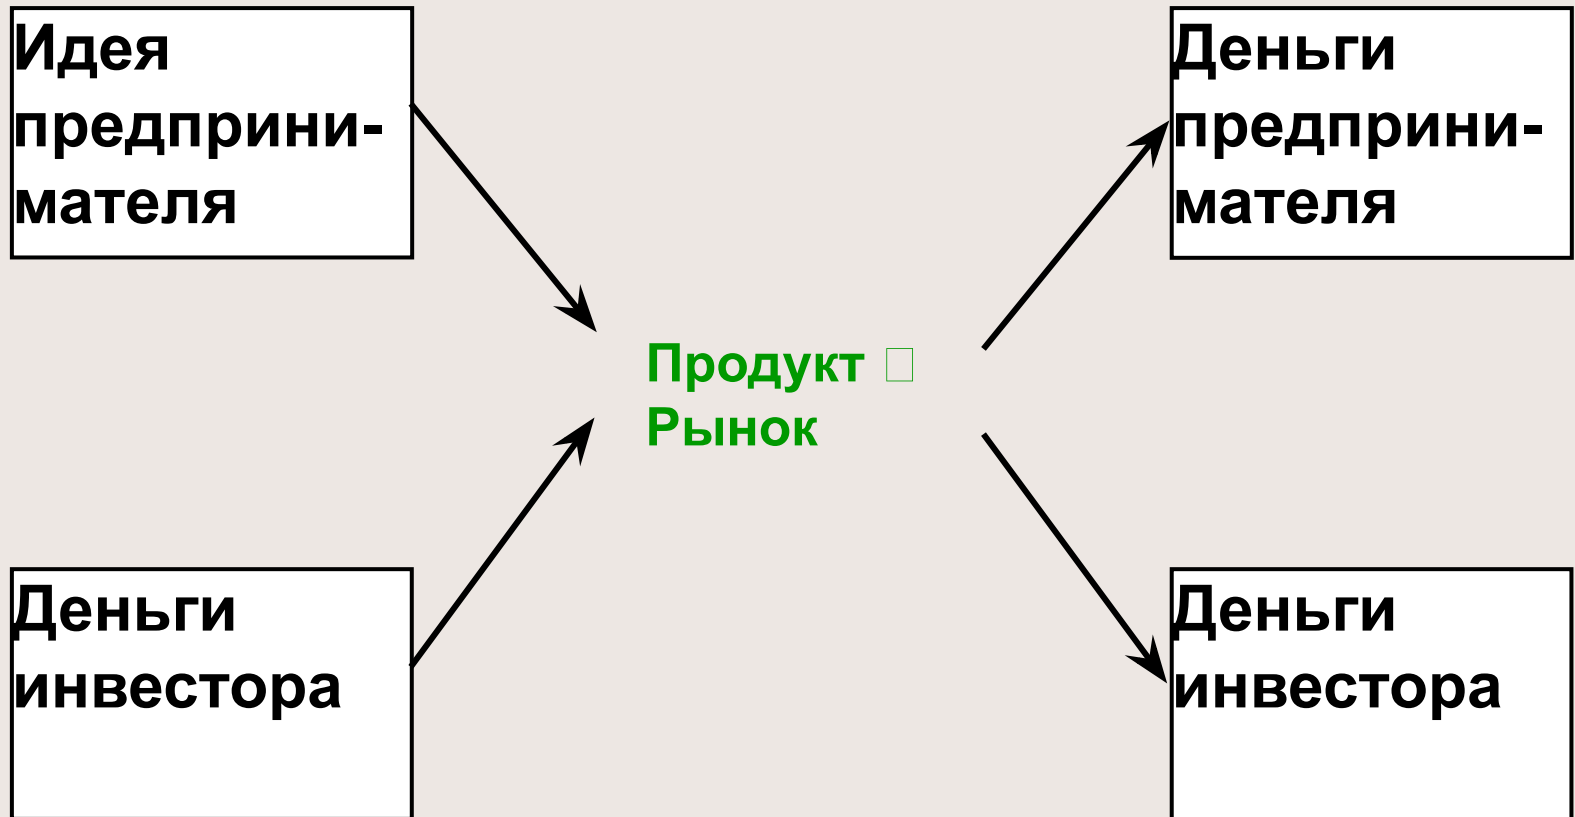 Идея
предприни-
мателя
Деньги
предприни-
мателя
Продукт □
Рынок
Деньги
инвестора
Деньги
инвестора